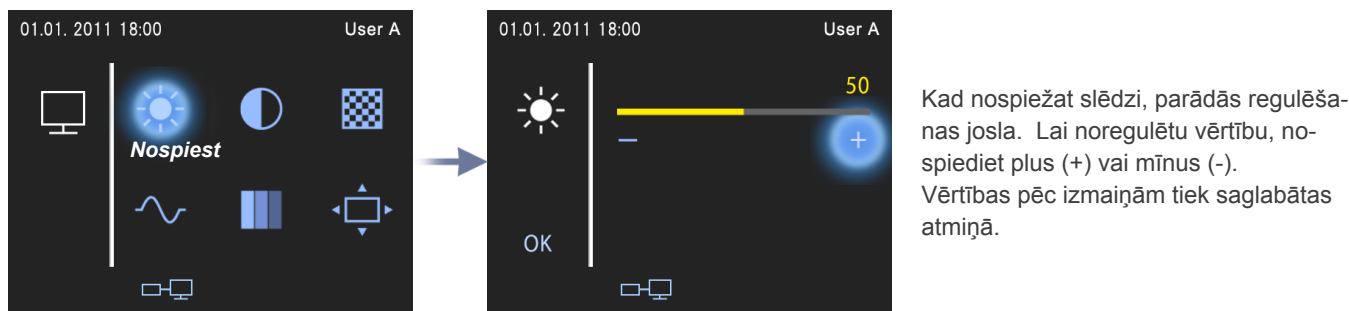 01.01. 2011 18:00 User A
Nospiest
01.01. 2011 18:00 User A
50
OK
Kad nospiežat slēdzi, parādās regulēša-
nas josla. Lai noregulētu vērtību, no-
spiediet plus (+) vai mīnus (-).
Vērtības pēc izmaiņām tiek saglabātas
atmiņā.